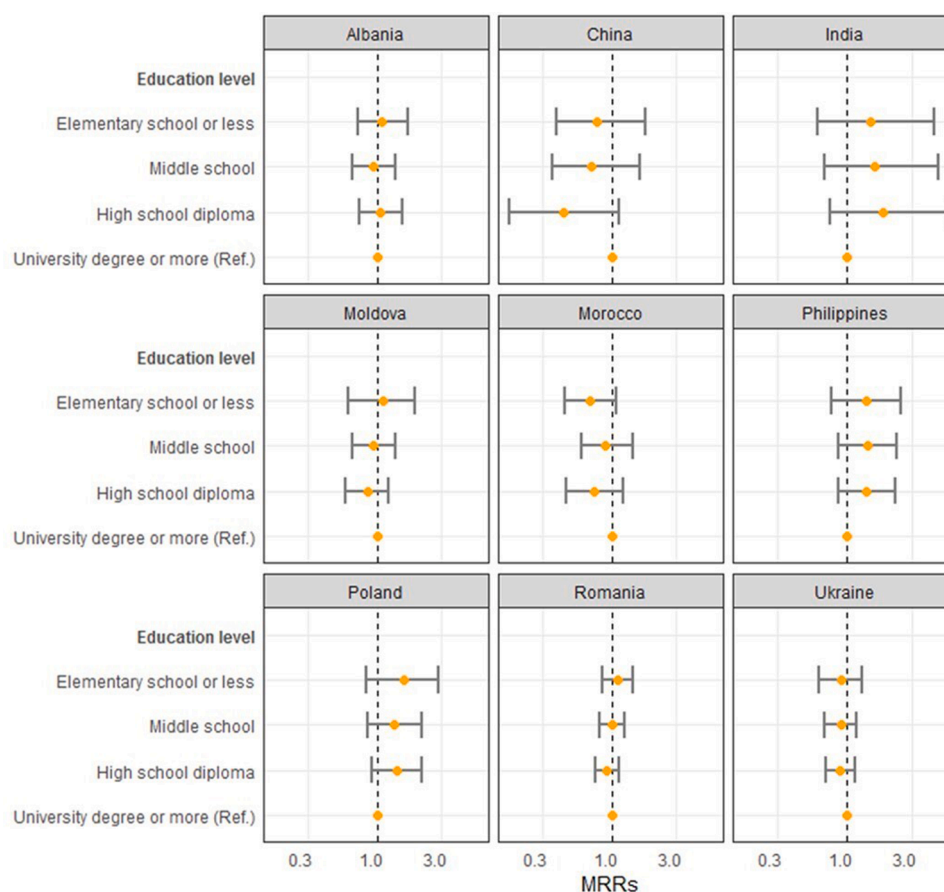 Albania China India
Education level
Elementary school or less
Middle school
High school diploma
University degree or more (Ref.)
Moldova Morocco Philippines
Education level
Elementary school or less
Middle school
High school diploma
University degree or more (Ref.)
Poland Romania Ukraine
Education level
Elementary school or less
Middle school
High school diploma
University degree or more (Ref.)
0.3 1.0 3.0 0.3 1.0 3.0 0.3 1.0 3.0
MRRs